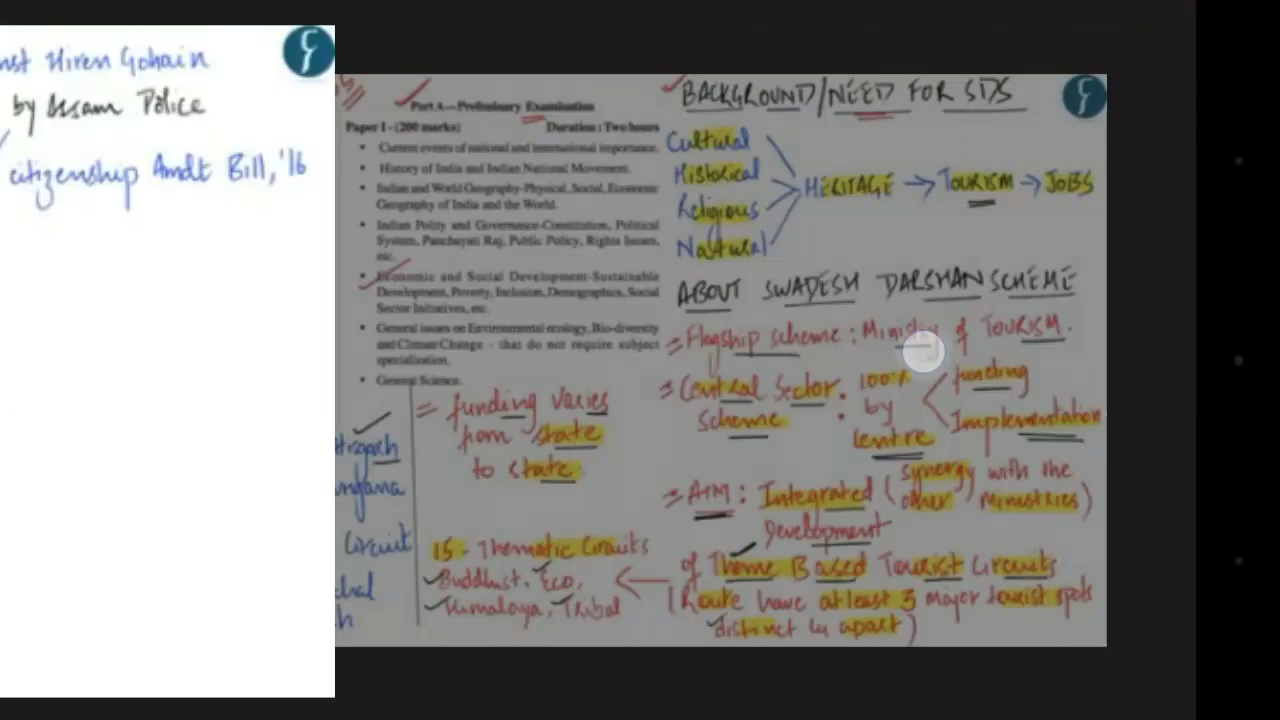 nst Hiren Gohain
by Assam Police
citizenship Amdt Bill,'16
Part A—Preliminary Examination
Paper I - (200 marks) Duration : Two hours
• Current events of national and international importance.
• History of India and Indian National Movement.
• Indian and World Geography-Physical, Social, Economic
Geography of India and the World.
• Indian Polity and Governance-Constitution, Political
System, Panchayati Raj, Public Policy, Rights Issues,
etc.
• Economic and Social Development-Sustainable
Development, Poverty, Inclusion, Demographics, Social
Sector Initiatives, etc.
• General issues on Environmental ecology, Bio-diversity
and Climate Change - that do not require subject
specialization.
• General Science.
= funding varies
from state
to state
15 - Thematic Circuits
Buddhist, Eco,
Himalaya, Tribal
Circuit
BACKGROUND/NEED FOR SDS
Cultural
Historical
Religious
Natural
HERITAGE → TOURISM → JOBS
ABOUT SWADESH DARSHAN SCHEME
= Flagship scheme : Ministry of TOURISM.
= Central Sector : 100% by centre
Scheme
funding
Implementation
= AIM : Integrated (synergy with the
Development other Ministries)
of Theme Based Tourist Circuits
(Route have at least 3 major tourist spots
distinct & apart)